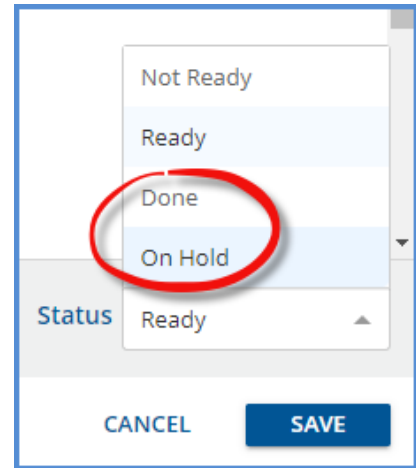 Not Ready
Ready
Done
On Hold
Status Ready
CANCEL SAVE